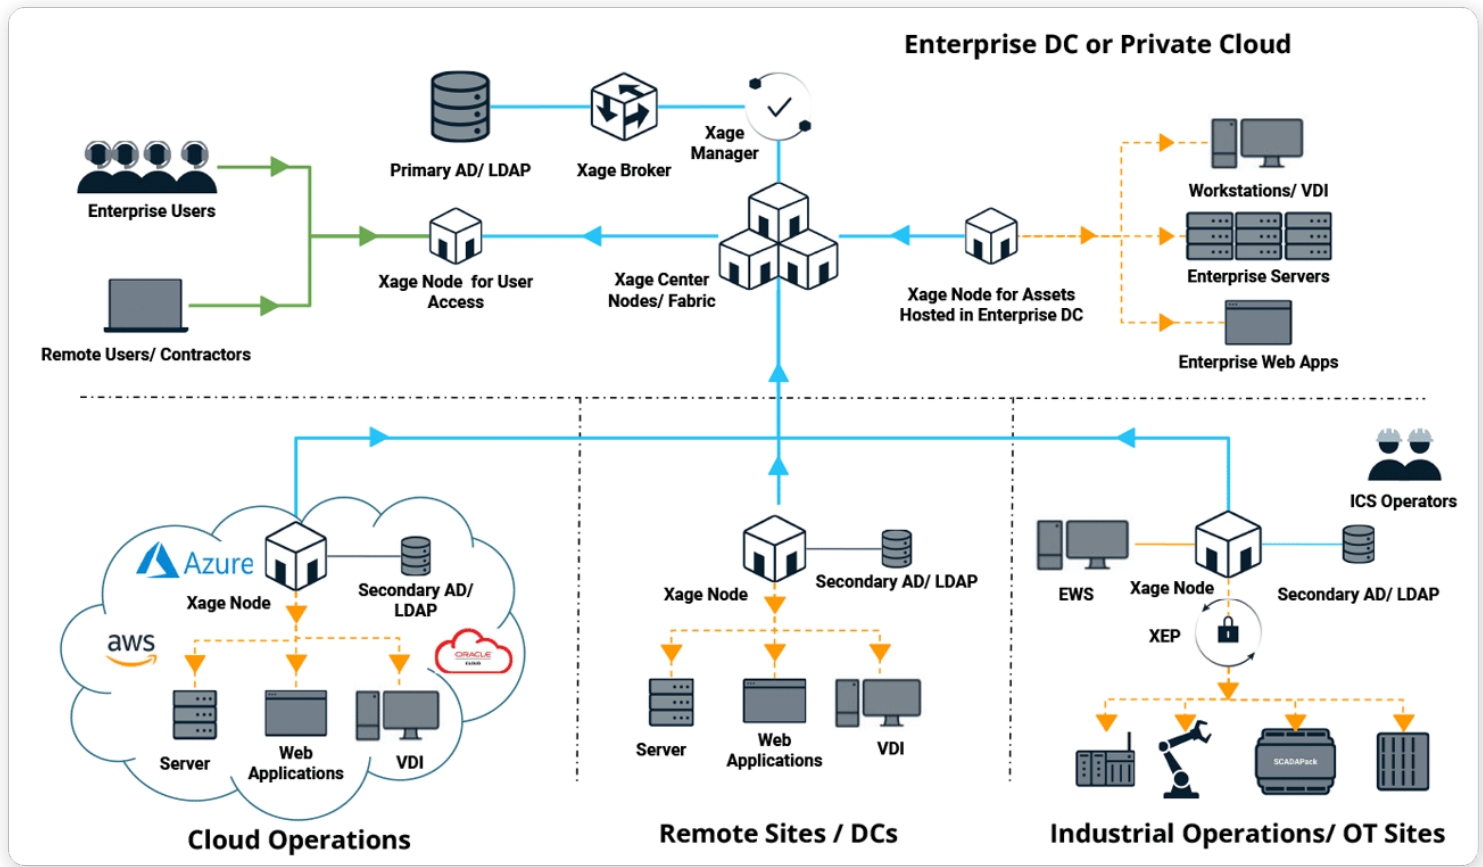 Enterprise DC or Private Cloud
Primary AD/ LDAP
Xage Broker
Xage
Manager
Enterprise Users
Workstations/ VDI
Xage Node  for User
Access
Xage Center
Nodes/ Fabric
Xage Node for Assets
Hosted in Enterprise DC
Enterprise Servers
Remote Users/ Contractors
Enterprise Web Apps
ICS Operators
Azure
Xage Node
Secondary AD/
LDAP
aws
ORACLE
CLOUD
Server
Web
Applications
VDI
Cloud Operations
Xage Node
Secondary AD/ LDAP
Server
Web
Applications
VDI
Remote Sites / DCs
EWS
Xage Node
Secondary AD/ LDAP
XEP
SCADAPack
Industrial Operations/ OT Sites